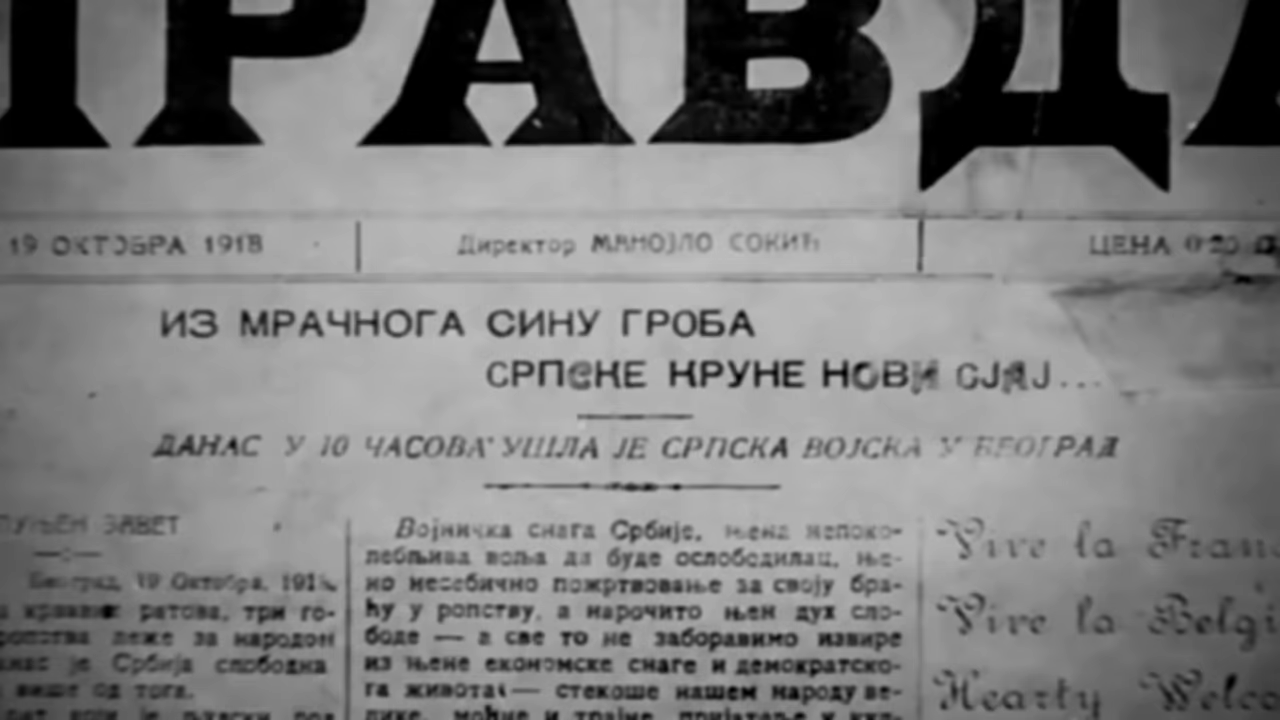 ПРАВДА
19 ОКТОБРА 1918
Директор МАНОЈЛО СОКИЋ
ЦЕНА 0·20
ИЗ МРАЧНОГА СИНУ ГРОБА
СРПСКЕ КРУНЕ НОВИ СЈАЈ...
ДАНАС У 10 ЧАСОВА УШЛА ЈЕ СРПСКА ВОЈСКА У БЕОГРАД
ЗАВЕТ
Београд, 19 Октобра, 1918.
ратова, три го-
леже за народом
је Србија слободна
више од тога.
Војничка снага Србије, њена непоко-
лебљива воља да буде ослободилац, ње-
но несебично пожртвовање за своју бра-
ћу у ропству, а нарочито њен дух сло-
боде — а све то не заборавимо извире
из њене економске снаге и демократско-
га живота — стекоше нашем народу ве-
лике, моћне и трајне пријатеље у
Vive la Fran
Vive la Belgi
Hearty Welco